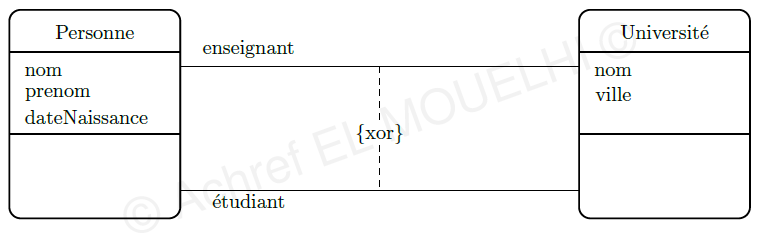 Personne
nom
prenom
dateNaissance
enseignant
{xor}
étudiant
Université
nom
ville
© Achref EL MOUELHI ©